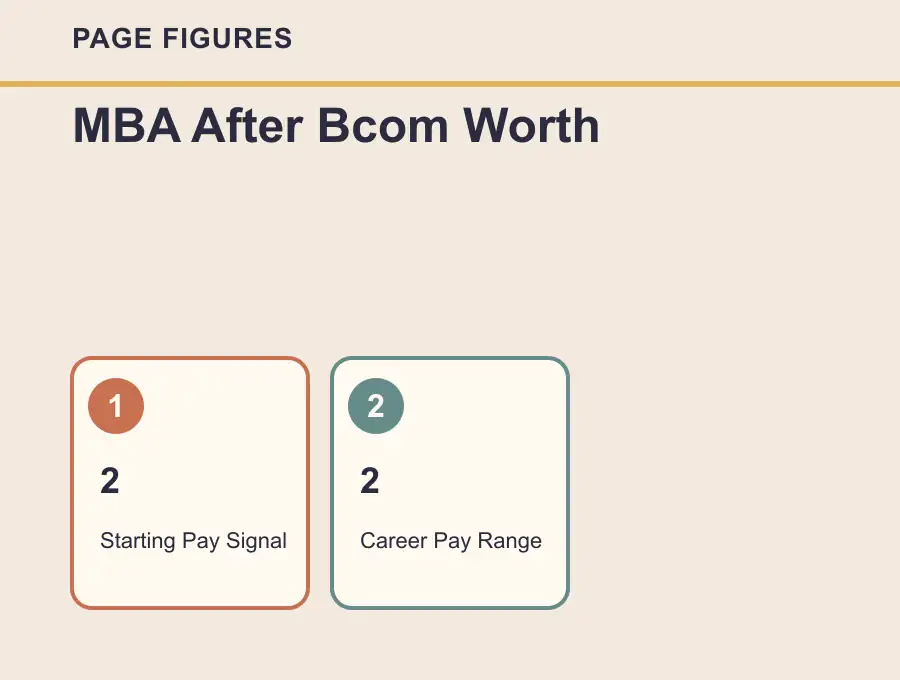 PAGE FIGURES
MBA After Bcom Worth
1
2
Starting Pay Signal
2
2
Career Pay Range